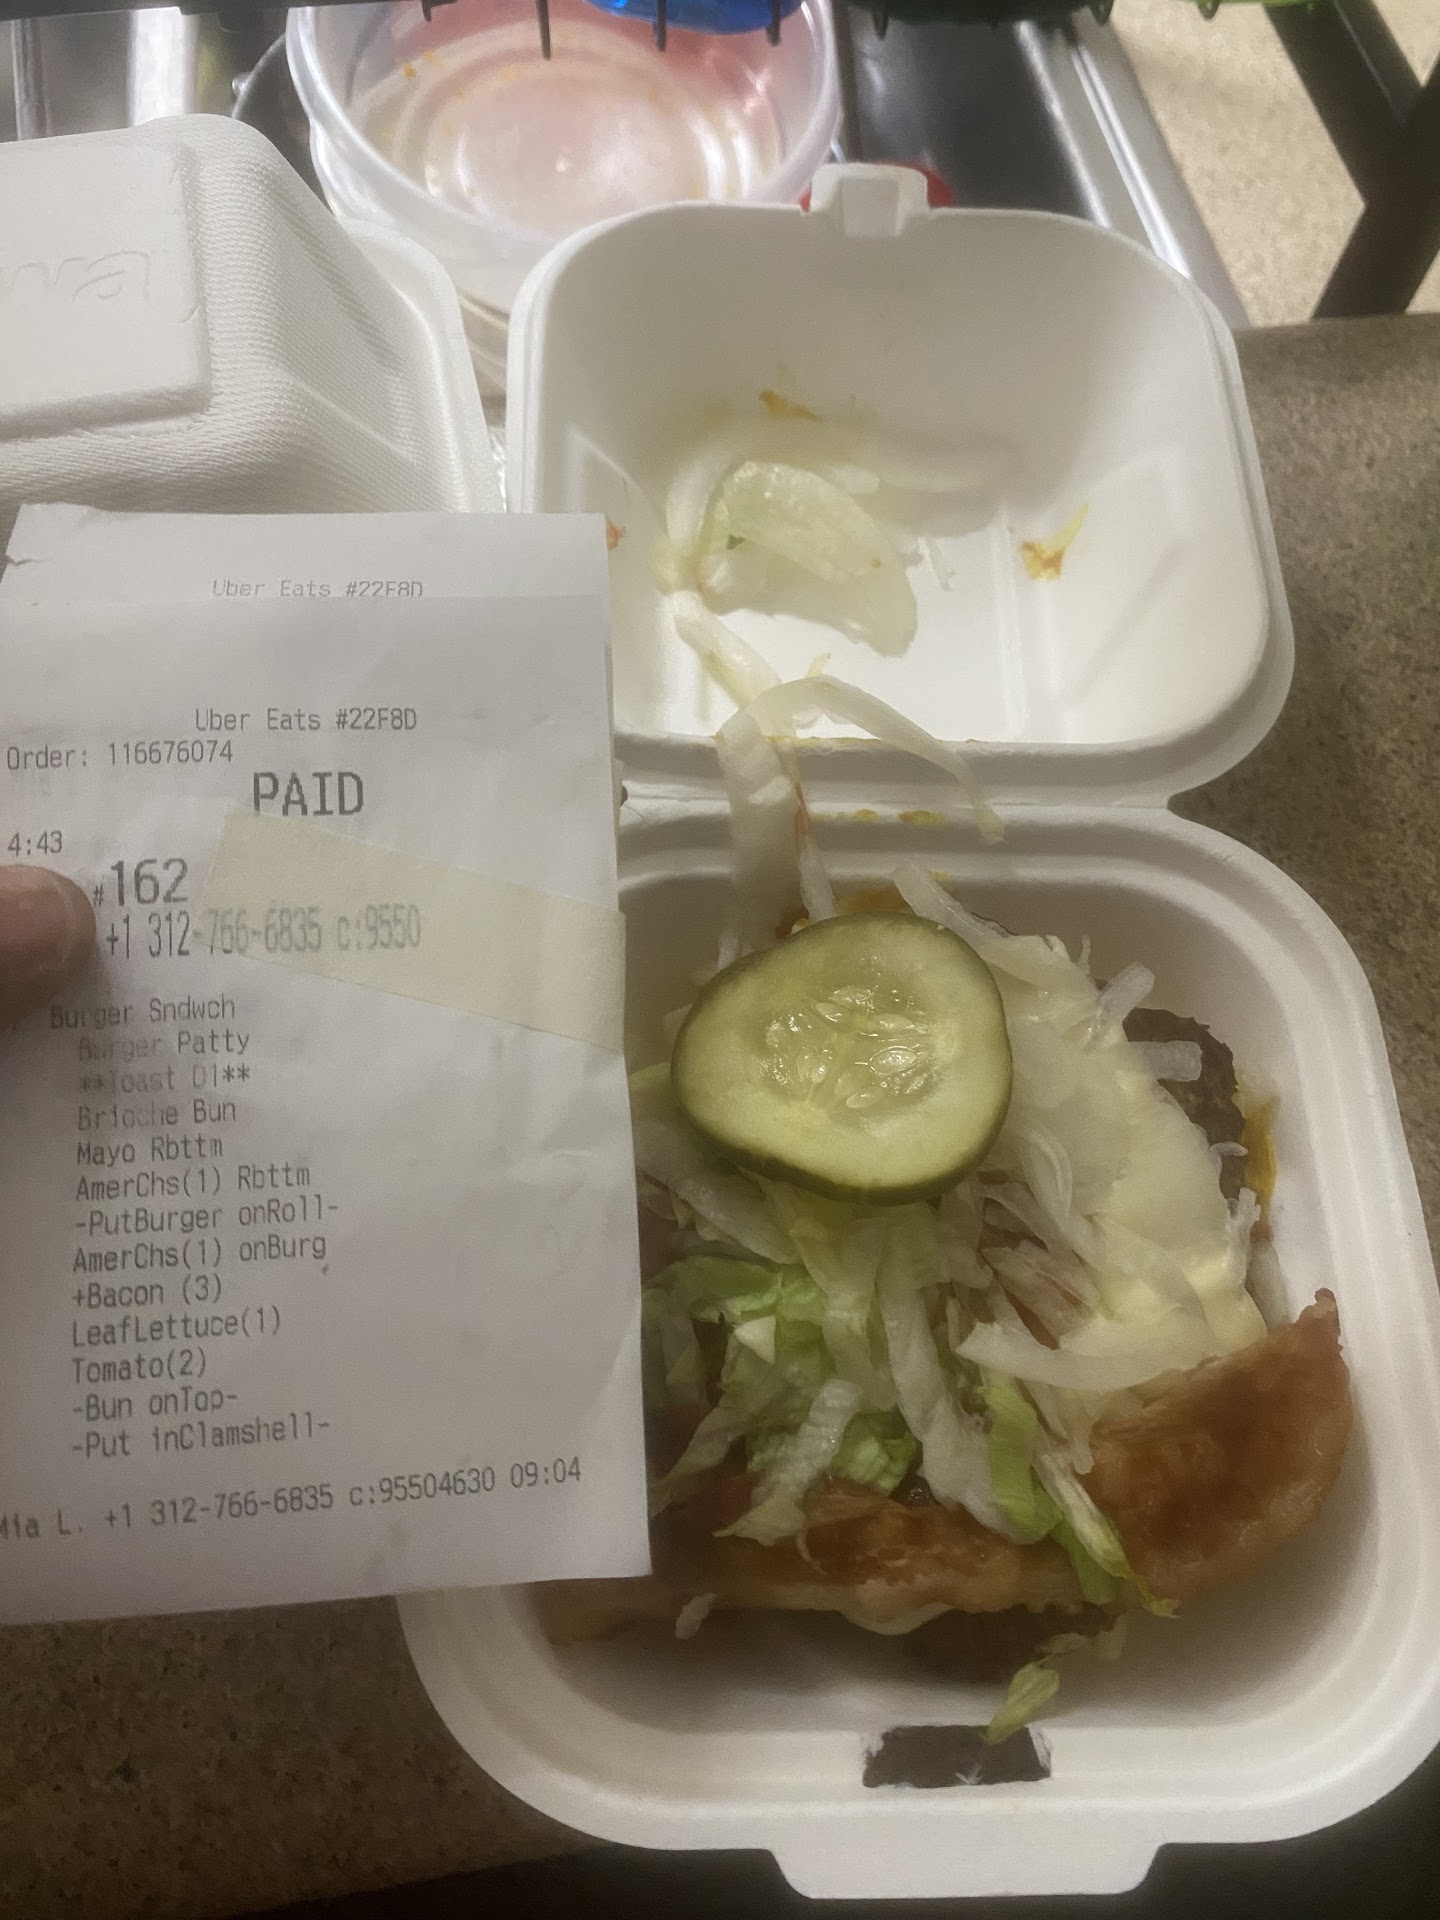 Uber Eats #22F8D
Uber Eats #22F8D
Order: 116676074
PAID
4:43
#162
+1 312-766-6835 c:9550
Burger Sndwch
Burger Patty
**Toast D1**
Brioche Bun
Mayo Rbttm
AmerChs(1) Rbttm
-PutBurger onRoll-
AmerChs(1) onBurg
+Bacon (3)
LeafLettuce(1)
Tomato(2)
-Bun onTop-
-Put inClamshell-
Mia L. +1 312-766-6835 c:95504630 09:04